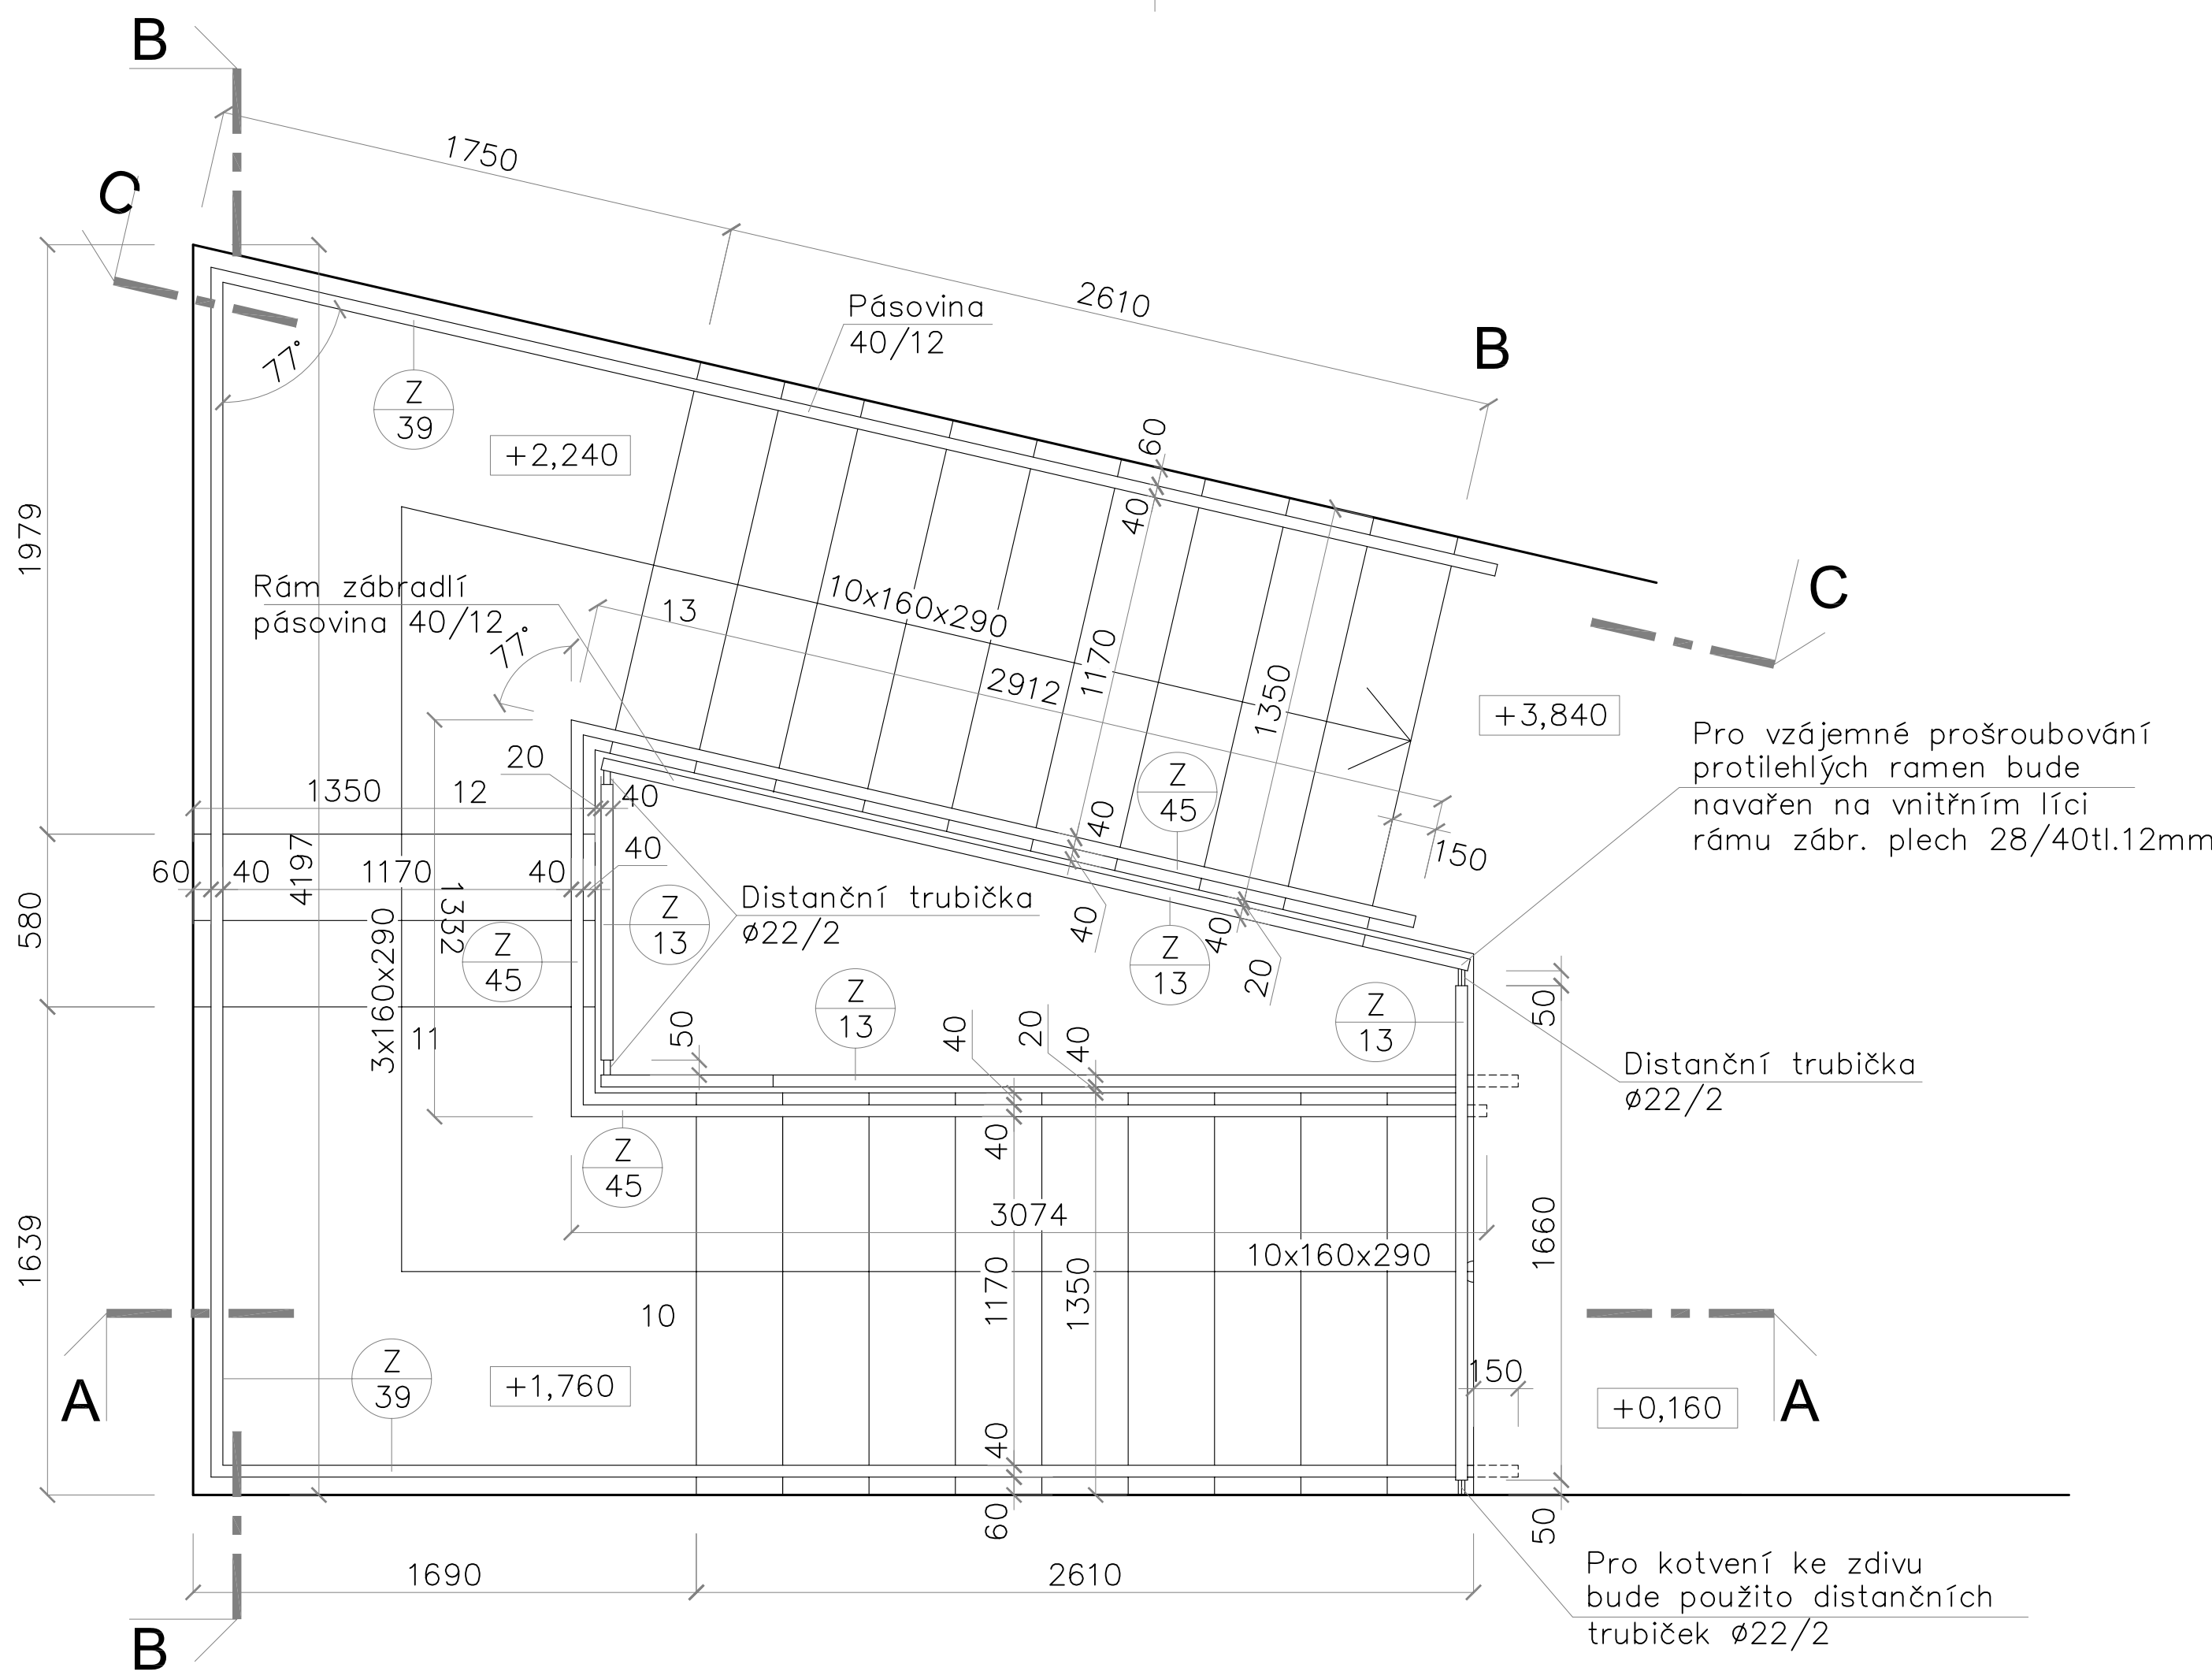 B
1750
C
2610
Pásovina
40/12
B
77°
Z
39
+2,240
60
40
1979
C
Rám zábradlí
pásovina 40/12
13
10x160x290
77°
1170
2912
1350
+3,840
Pro vzájemné prošroubování
protilehlých ramen bude
navařen na vnitřním líci
rámu zábr. plech 28/40tl.12mm
20
1350
12
40
Z
45
40
150
4197
60
40
1170
40
40
1332
580
3x160x290
Z
45
Z
13
Distanční trubička
ø22/2
40
Z
13
40
20
Z
13
50
40
20
40
Z
13
50
11
Distanční trubička
ø22/2
40
Z
45
3074
10x160x290
1639
1170
1350
1660
10
A
Z
39
+1,760
150
+0,160
A
40
60
50
1690
2610
Pro kotvení ke zdivu
bude použito distančních
trubiček ø22/2
B